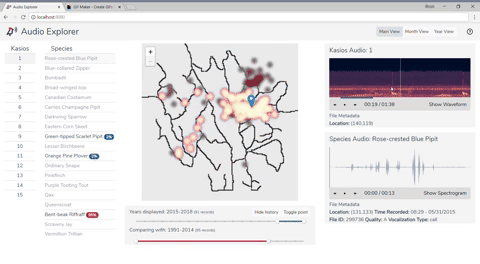 Audio Explorer
GIF Maker - Create GIFs
localhost:8080
Audio Explorer
Main View
Month View
Year View
Kasios
Species
1
Rose-crested Blue Pipit
2
Blue-collared Zipper
3
Bombadil
4
Broad-winged Jojo
5
Canadian Cootamum
6
Carries Champagne Pipit
7
Darkwing Sparrow
8
Eastern Corn Skeet
9
Green-tipped Scarlet Pipit
10
Lesser Birchbeere
11
Orange Pine Plover
12
Ordinary Snape
13
Pinkfinch
14
Purple Tooting Tout
15
Qax
Queenscoat
Bent-beak Riffraff
Scrawny Jay
Vermillion Trillian
+
-
Years displayed: 2015-2018
Hide history
Toggle point
Comparing with: 1991-2014
Kasios Audio: 1
00:19 / 01:38
Show Waveform
File Metadata
Location: (140,119)
Species Audio: Rose-crested Blue Pipit
00:00 / 00:13
Show Spectrogram
File Metadata
Location: (131,133) Time Recorded: 08:29 - 05/31/2015
File ID: 299736 Quality: A Vocalization Type: call